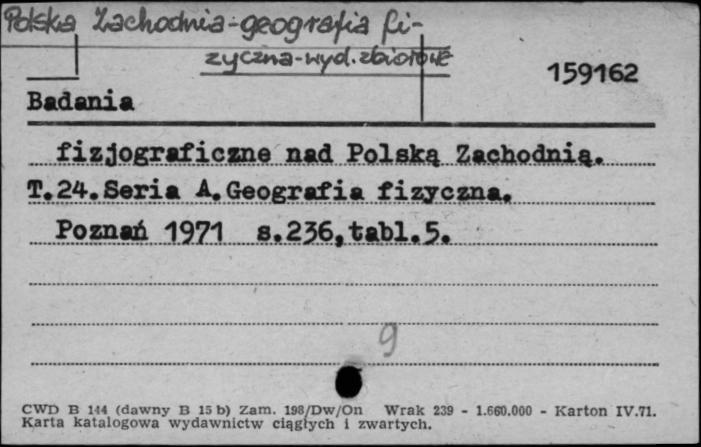 Polska Zachodnia-geografia fi-
zyczna-wyd.zbiorowe
159162
Badania
fizjograficzne nad Polską Zachodnią.
T.24.Seria A.Geografia fizyczna.
Poznań 1971 s.236,tabl.5.
9
CWD B 144 (dawny B 15 b) Zam. 198/Dw/On Wrak 239 - 1.660.000 - Karton IV.71.
Karta katalogowa wydawnictw ciągłych i zwartych.